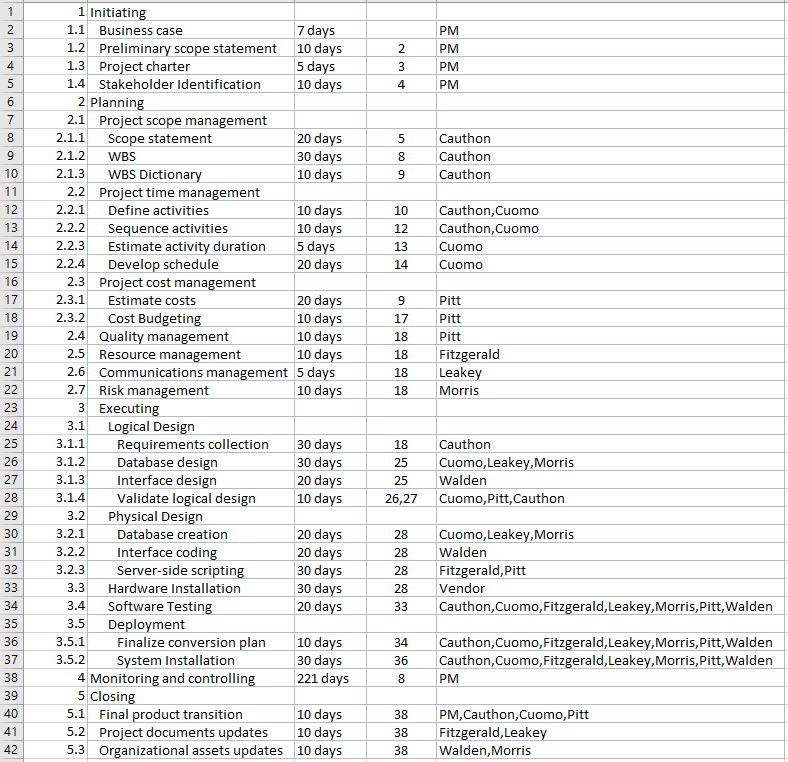 1 1 Initiating
2 1.1 Business case 7 days PM
3 1.2 Preliminary scope statement 10 days 2 PM
4 1.3 Project charter 5 days 3 PM
5 1.4 Stakeholder Identification 10 days 4 PM
6 2 Planning
7 2.1 Project scope management
8 2.1.1 Scope statement 20 days 5 Cauthon
9 2.1.2 WBS 30 days 8 Cauthon
10 2.1.3 WBS Dictionary 10 days 9 Cauthon
11 2.2 Project time management
12 2.2.1 Define activities 10 days 10 Cauthon,Cuomo
13 2.2.2 Sequence activities 10 days 12 Cauthon,Cuomo
14 2.2.3 Estimate activity duration 5 days 13 Cuomo
15 2.2.4 Develop schedule 20 days 14 Cuomo
16 2.3 Project cost management
17 2.3.1 Estimate costs 20 days 9 Pitt
18 2.3.2 Cost Budgeting 10 days 17 Pitt
19 2.4 Quality management 10 days 18 Pitt
20 2.5 Resource management 10 days 18 Fitzgerald
21 2.6 Communications management 5 days 18 Leakey
22 2.7 Risk management 10 days 18 Morris
23 3 Executing
24 3.1 Logical Design
25 3.1.1 Requirements collection 30 days 18 Cauthon
26 3.1.2 Database design 30 days 25 Cuomo,Leakey,Morris
27 3.1.3 Interface design 20 days 25 Walden
28 3.1.4 Validate logical design 10 days 26,27 Cuomo,Pitt,Cauthon
29 3.2 Physical Design
30 3.2.1 Database creation 20 days 28 Cuomo,Leakey,Morris
31 3.2.2 Interface coding 20 days 28 Walden
32 3.2.3 Server-side scripting 30 days 28 Fitzgerald,Pitt
33 3.3 Hardware Installation 30 days 28 Vendor
34 3.4 Software Testing 20 days 33 Cauthon,Cuomo,Fitzgerald,Leakey,Morris,Pitt,Walden
35 3.5 Deployment
36 3.5.1 Finalize conversion plan 10 days 34 Cauthon,Cuomo,Fitzgerald,Leakey,Morris,Pitt,Walden
37 3.5.2 System Installation 30 days 36 Cauthon,Cuomo,Fitzgerald,Leakey,Morris,Pitt,Walden
38 4 Monitoring and controlling 221 days 8 PM
39 5 Closing
40 5.1 Final product transition 10 days 38 PM,Cauthon,Cuomo,Pitt
41 5.2 Project documents updates 10 days 38 Fitzgerald,Leakey
42 5.3 Organizational assets updates 10 days 38 Walden,Morris